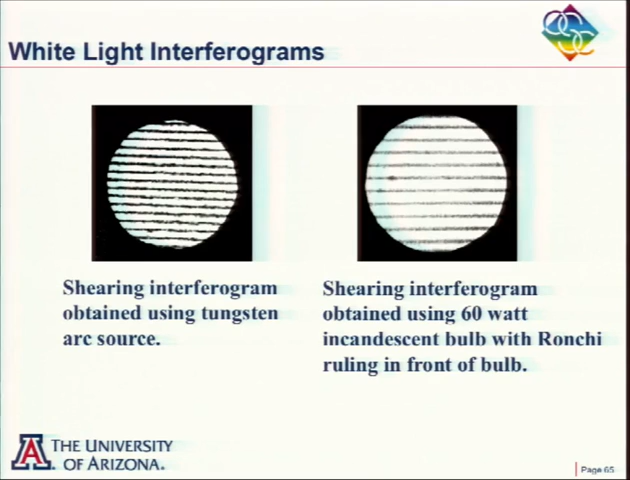 White Light Interferograms
Shearing interferogram
obtained using tungsten
arc source.
Shearing interferogram
obtained using 60 watt
incandescent bulb with Ronchi
ruling in front of bulb.
THE UNIVERSITY
OF ARIZONA.
Page 65